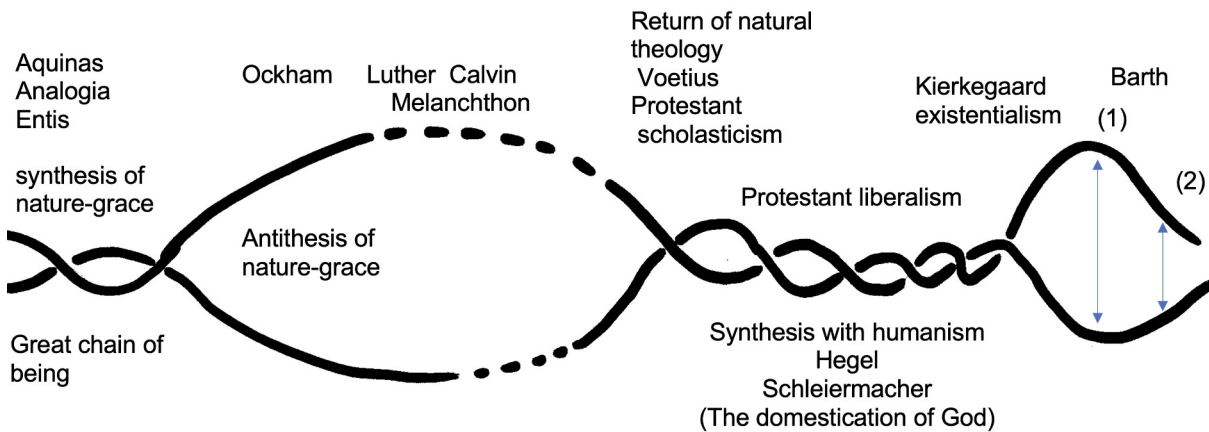 Aquinas
Analogia
Entis
synthesis of
nature-grace
Great chain of
being
Ockham
Luther Calvin
Melanchthon
Antithesis of
nature-grace
Return of natural
theology
Voetius
Protestant
scholasticism
Protestant liberalism
Synthesis with humanism
Hegel
Schleiermacher
(The domestication of God)
Kierkegaard
existentialism
Barth
(1)
(2)